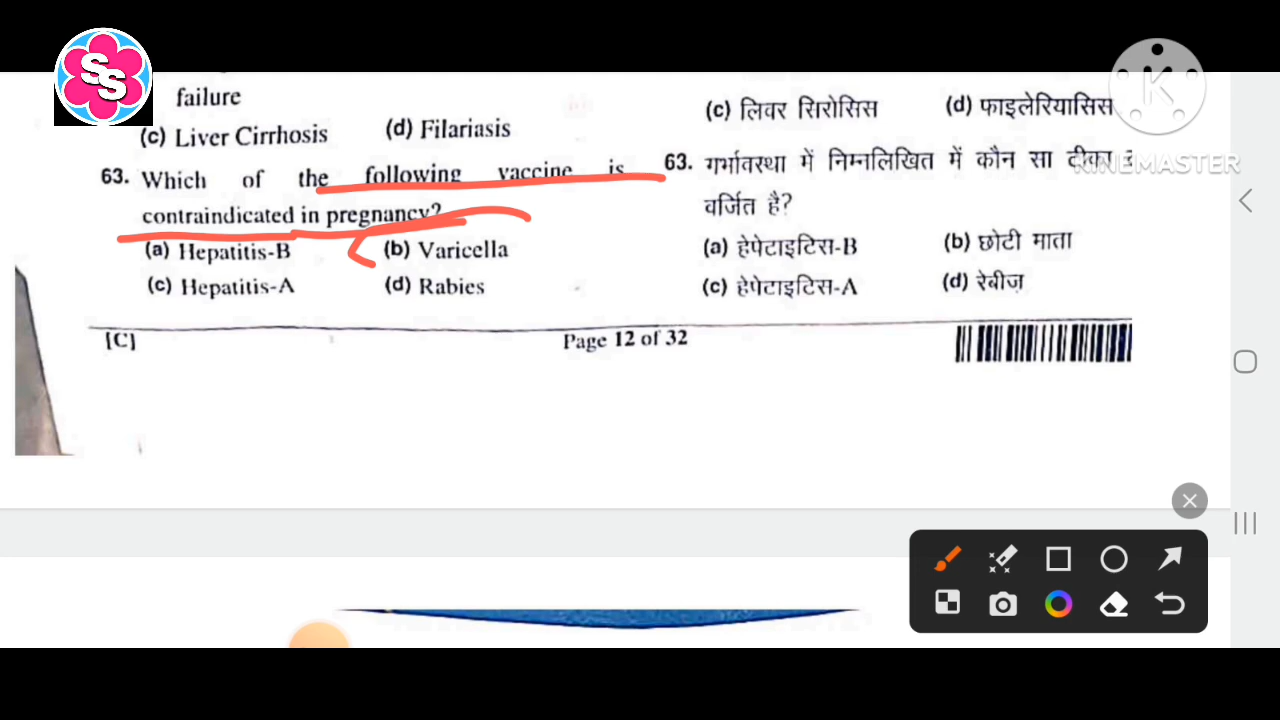 SS
failure
(c) Liver Cirrhosis (d) Filariasis
63. Which of the following vaccine is
contraindicated in pregnancy?
(a) Hepatitis-B (b) Varicella
(c) Hepatitis-A (d) Rabies
[C] Page 12 of 32
(c) लिवर सिरोसिस (d) फाइलेरियासिस
63. गर्भावस्था में निम्नलिखित में कौन सा टीका
वर्जित है?
(a) हेपेटाइटिस-B (b) छोटी माता
(c) हेपेटाइटिस-A (d) रेबीज़
K
KINEMASTER